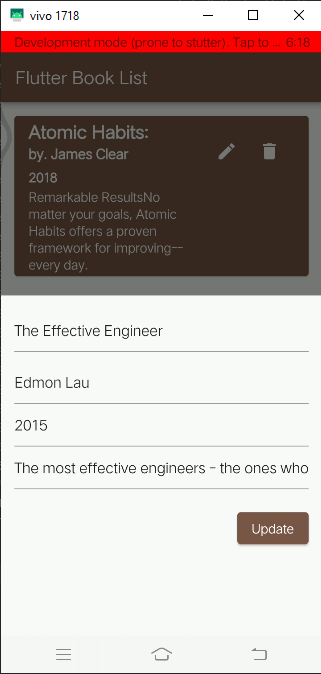 vivo 1718
Development mode (prone to stutter). Tap to ... 6:18
Flutter Book List
Atomic Habits:
by. James Clear
2018
Remarkable ResultsNo
matter your goals, Atomic
Habits offers a proven
framework for improving--
every day.
The Effective Engineer
Edmon Lau
2015
The most effective engineers - the ones who
Update